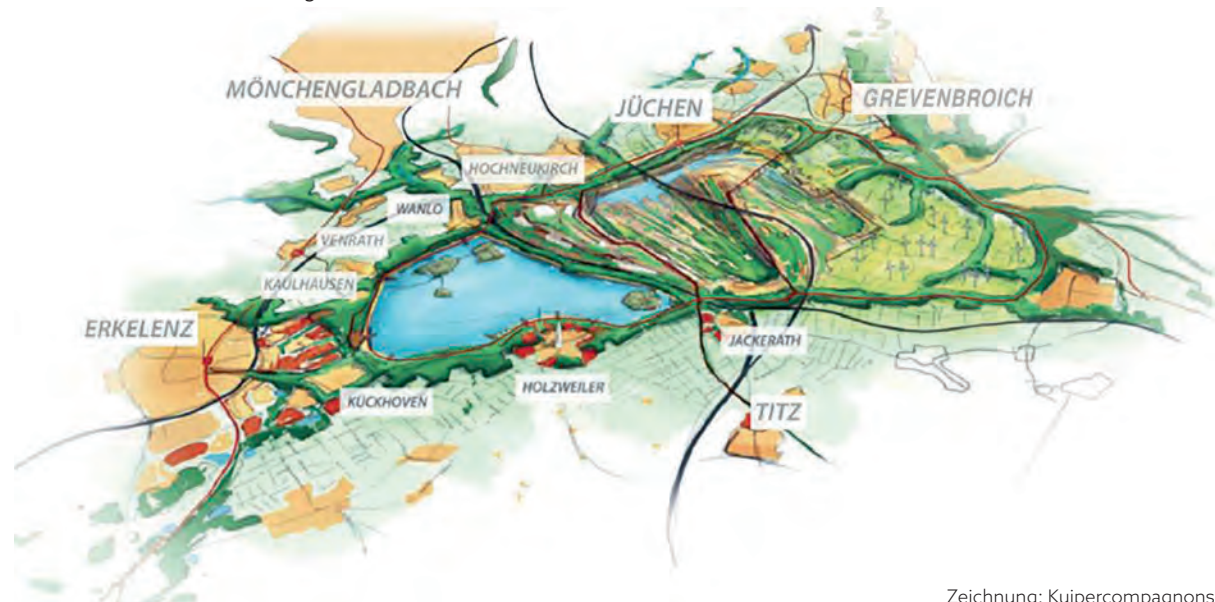 MÖNCHENGLADBACH
JÜCHEN
GREVENBROICH
HOCHNEUKIRCH
WANLO
VENRATH
KAULHAUSEN
ERKELENZ
JACKERATH
HOLZWEILER
KÜCKHOVEN
TITZ
Zeichnung: Kuipercompagnons